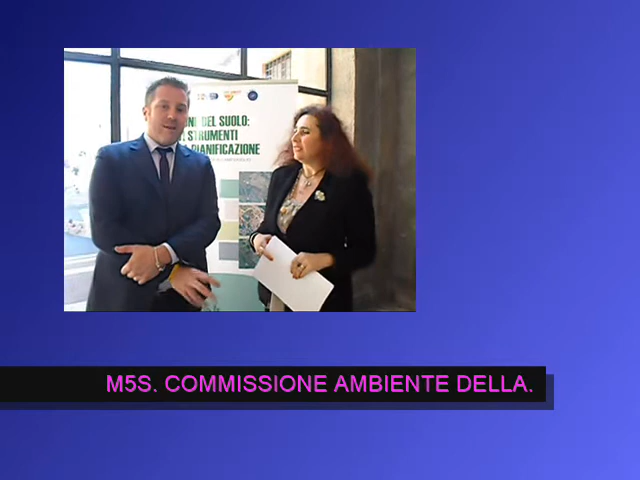 NI DEL SUOLO:
STRUMENTI
PIANIFICAZIONE
M5S. COMMISSIONE AMBIENTE DELLA.